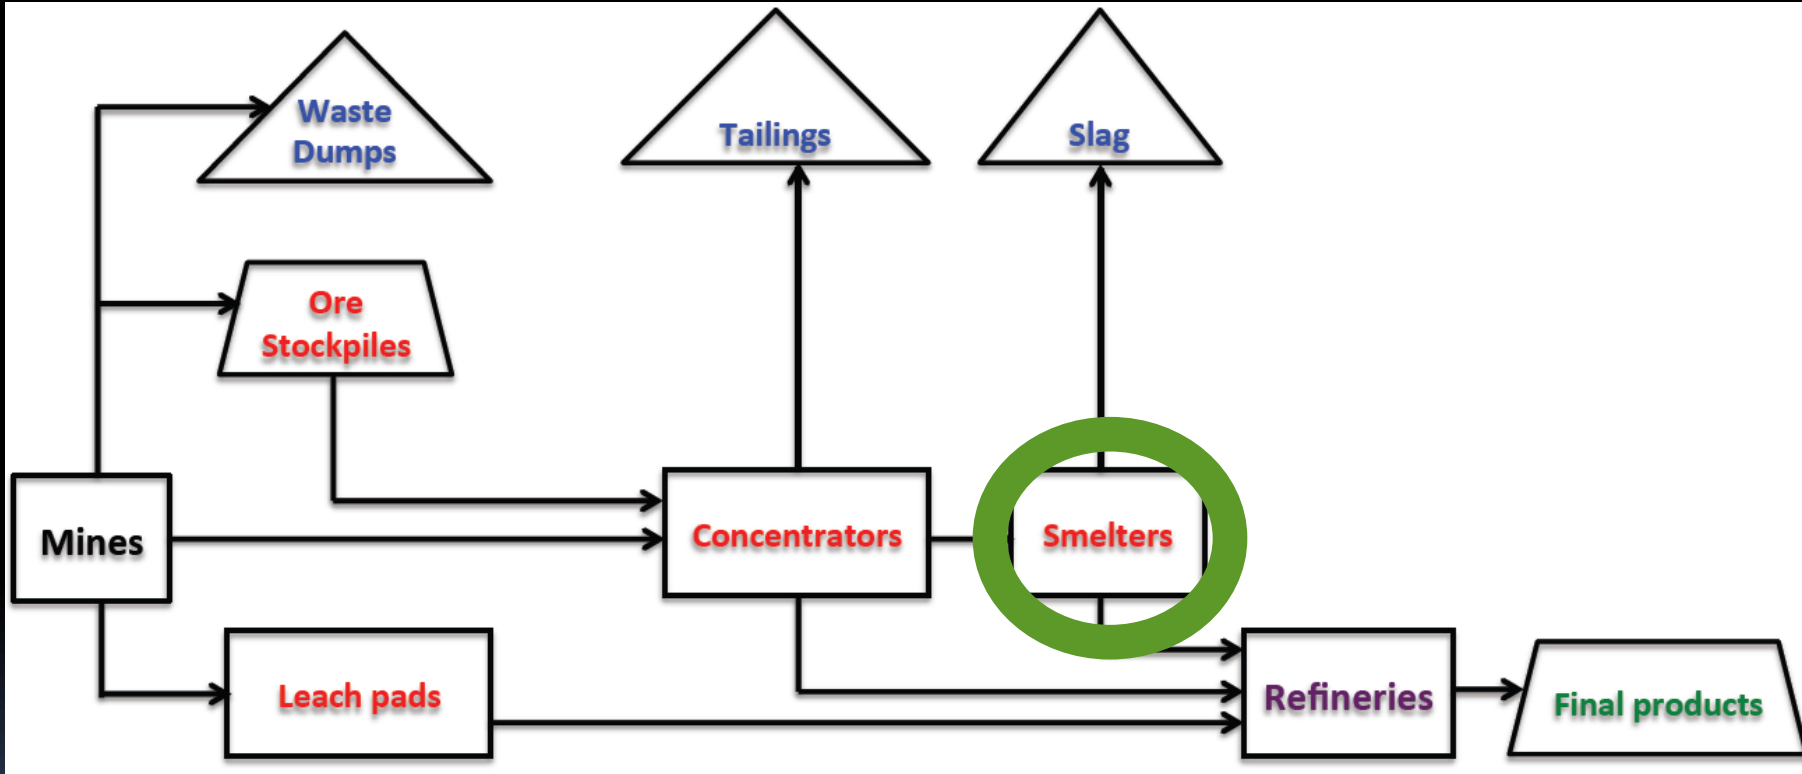 Waste
Dumps
Tailings
Slag
Ore
Stockpiles
Mines
Concentrators
Smelters
Leach pads
Refineries
Final products